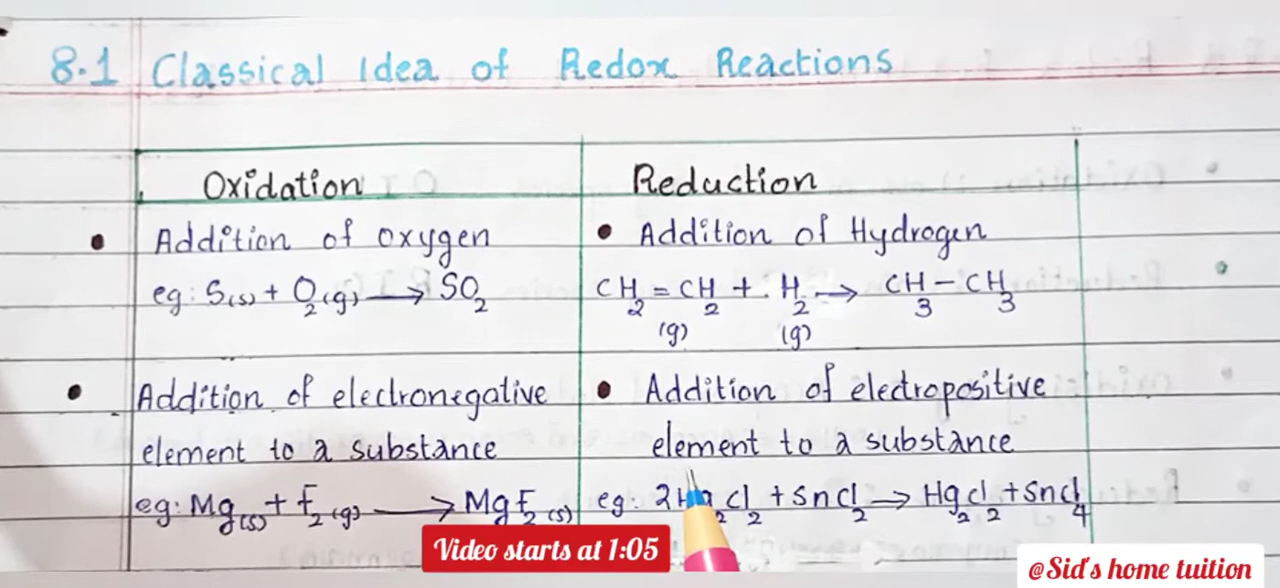 8.1 Classical Idea of Redox Reactions
Oxidation
Reduction
• Addition of oxygen
eg: S(s) + O₂(g) → SO₂
• Addition of Hydrogen
CH₂ = CH₂ + H₂ → CH₃ – CH₃
(g) (g)
• Addition of electronegative
element to a substance
eg: Mg(s) + F₂(g) → MgF₂(s)
• Addition of electropositive
element to a substance
eg: Cl₂ + SnCl₂ → Hg₂Cl₂ + SnCl₄
Video starts at 1:05
@Sid's home tuition